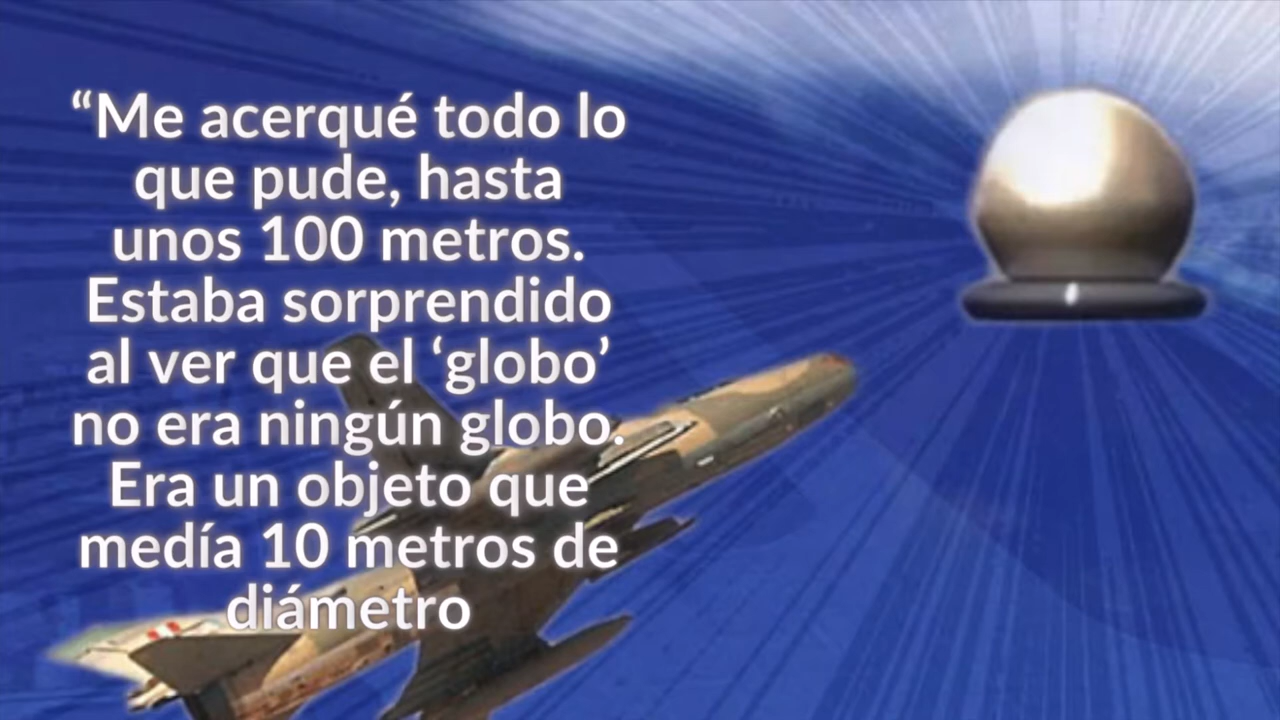 “Me acerqué todo lo
que pude, hasta
unos 100 metros.
Estaba sorprendido
al ver que el ‘globo’
no era ningún globo.
Era un objeto que
medía 10 metros de
diámetro